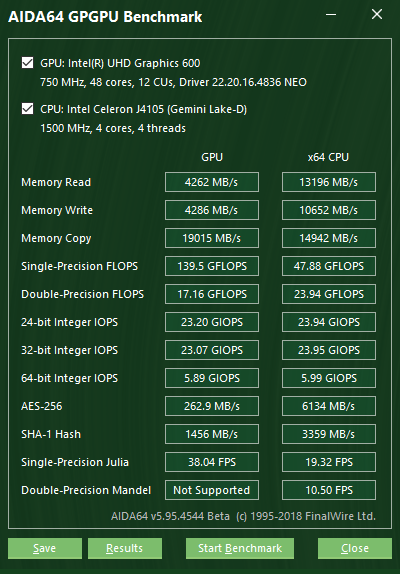 AIDA64 GPGPU Benchmark
GPU: Intel(R) UHD Graphics 600
750 MHz, 48 cores, 12 CUs, Driver 22.20.16.4836 NEO
CPU: Intel Celeron J4105 (Gemini Lake-D)
1500 MHz, 4 cores, 4 threads
GPU x64 CPU
Memory Read 4262 MB/s 13196 MB/s
Memory Write 4286 MB/s 10652 MB/s
Memory Copy 19015 MB/s 14942 MB/s
Single-Precision FLOPS 139.5 GFLOPS 47.88 GFLOPS
Double-Precision FLOPS 17.16 GFLOPS 23.94 GFLOPS
24-bit Integer IOPS 23.20 GIOPS 23.94 GIOPS
32-bit Integer IOPS 23.07 GIOPS 23.95 GIOPS
64-bit Integer IOPS 5.89 GIOPS 5.99 GIOPS
AES-256 262.9 MB/s 6134 MB/s
SHA-1 Hash 1456 MB/s 3359 MB/s
Single-Precision Julia 38.04 FPS 19.32 FPS
Double-Precision Mandel Not Supported 10.50 FPS
AIDA64 v5.95.4544 Beta (c) 1995-2018 FinalWire Ltd.
Save Results Start Benchmark Close